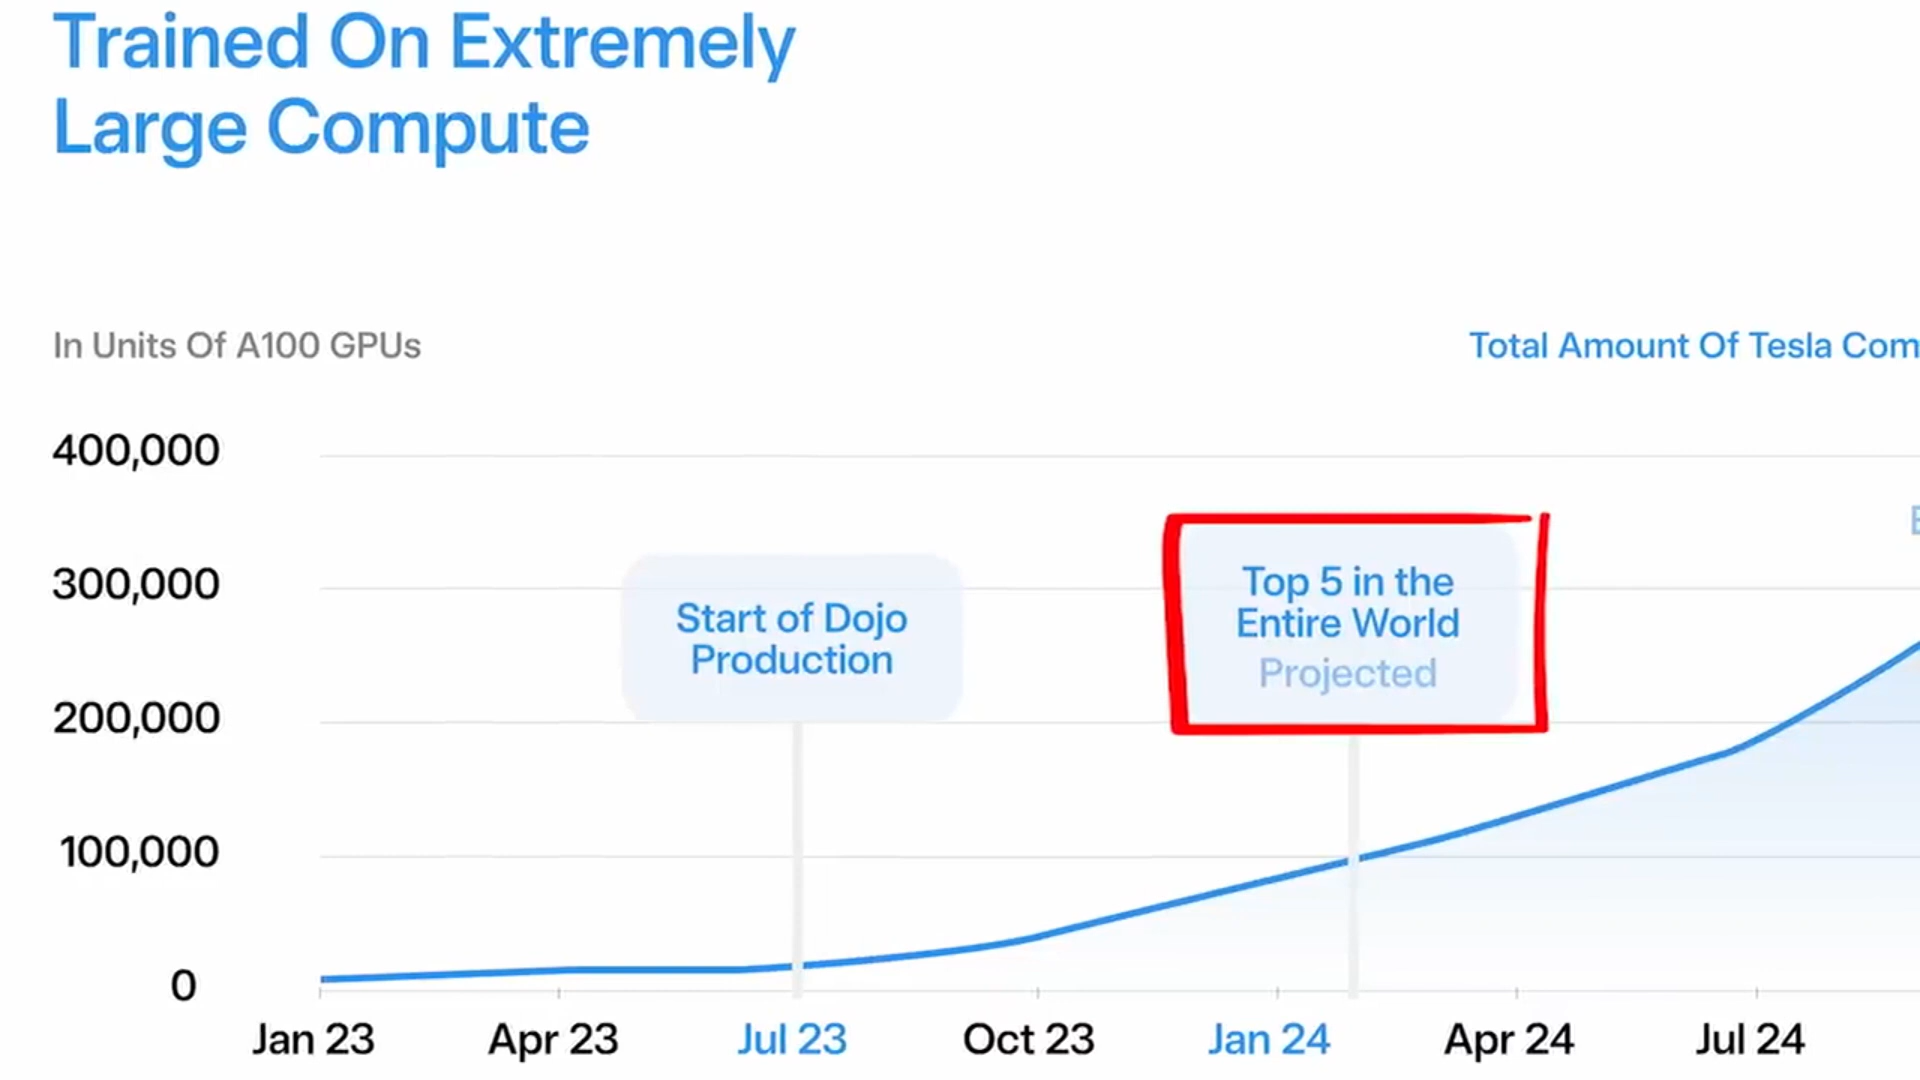 Trained On Extremely
Large Compute
In Units Of A100 GPUs
Total Amount Of Tesla Com
400,000
300,000
200,000
100,000
0
Start of Dojo
Production
Top 5 in the
Entire World
Projected
Jan 23
Apr 23
Jul 23
Oct 23
Jan 24
Apr 24
Jul 24